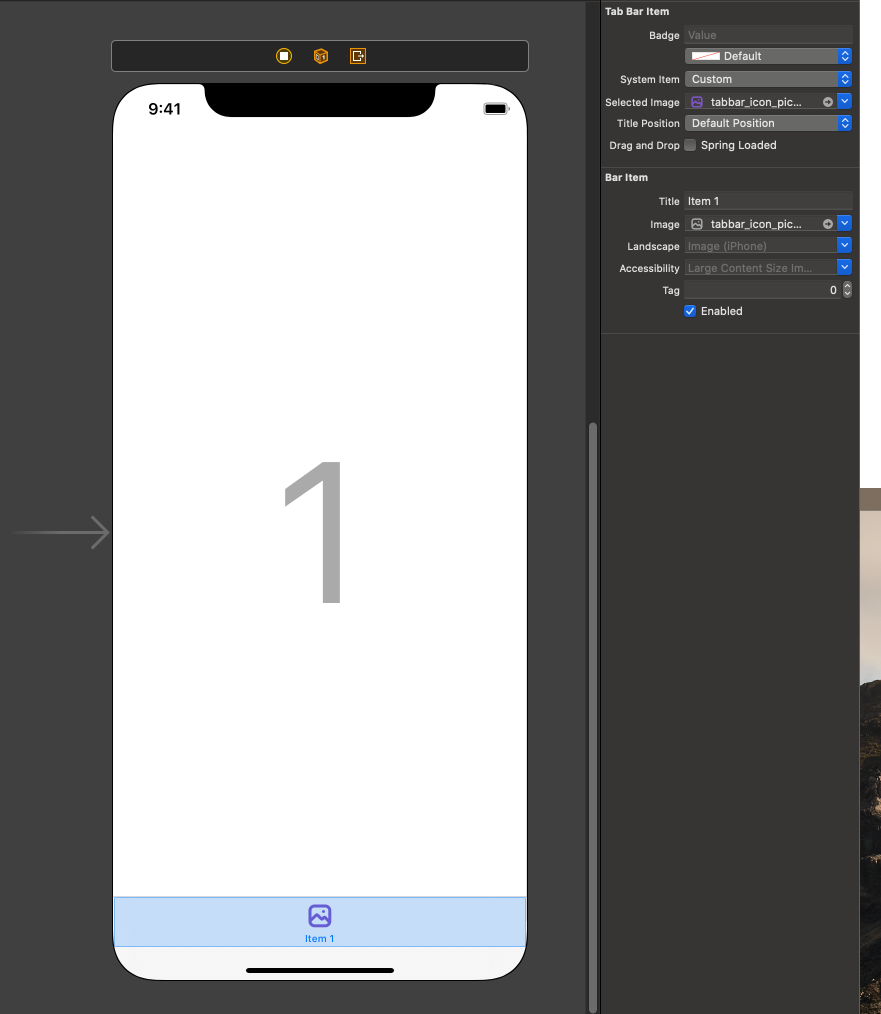 Tab Bar Item
Badge Value
Default
System Item Custom
Selected Image tabbar_icon_pic...
Title Position Default Position
Drag and Drop Spring Loaded
Bar Item
Title Item 1
Image tabbar_icon_pic...
Landscape Image (iPhone)
Accessibility Large Content Size Im...
Tag 0
Enabled
9:41
1
Item 1